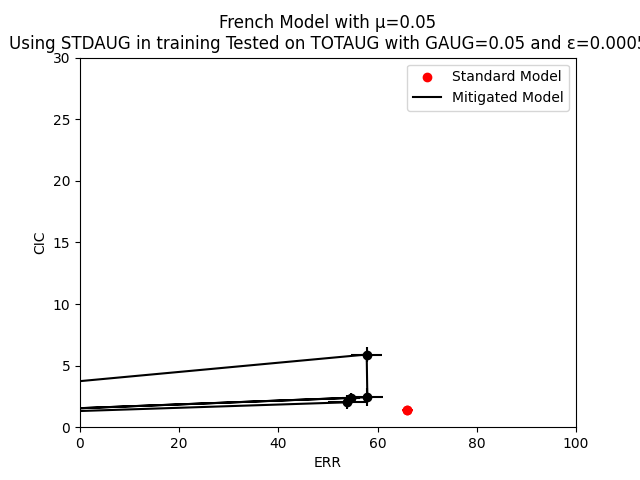 French Model with μ=0.05
Using STDAUG in training Tested on TOTAUG with GAUG=0.05 and ε=0.0005
Standard Model
Mitigated Model
30
25
20
15
10
5
0
CIC
0 20 40 60 80 100
ERR